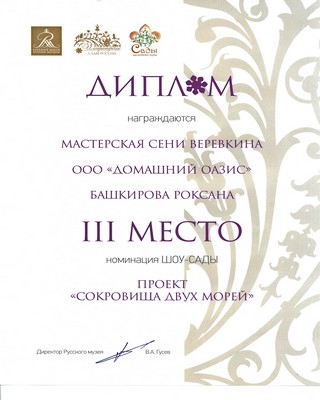 Сады
ДИПЛОМ
награждаются
МАСТЕРСКАЯ СЕНИ ВЕРЕВКИНА
ООО «ДОМАШНИЙ ОАЗИС»
БАШКИРОВА РОКСАНА
III МЕСТО
номинация ШОУ-САДЫ
ПРОЕКТ
«СОКРОВИЩА ДВУХ МОРЕЙ»
Директор Русского музея В.А. Гусев